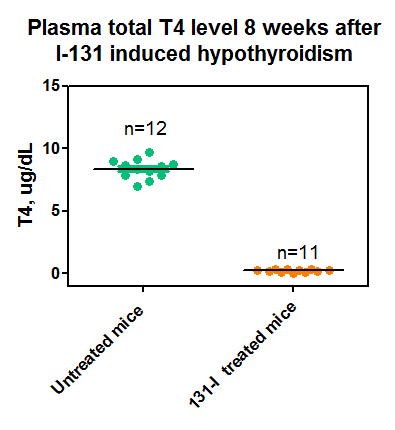 Plasma total T4 level 8 weeks after
I-131 induced hypothyroidism
15
10
5
0
T4, ug/dL
n=12
n=11
Untreated mice
131-I treated mice